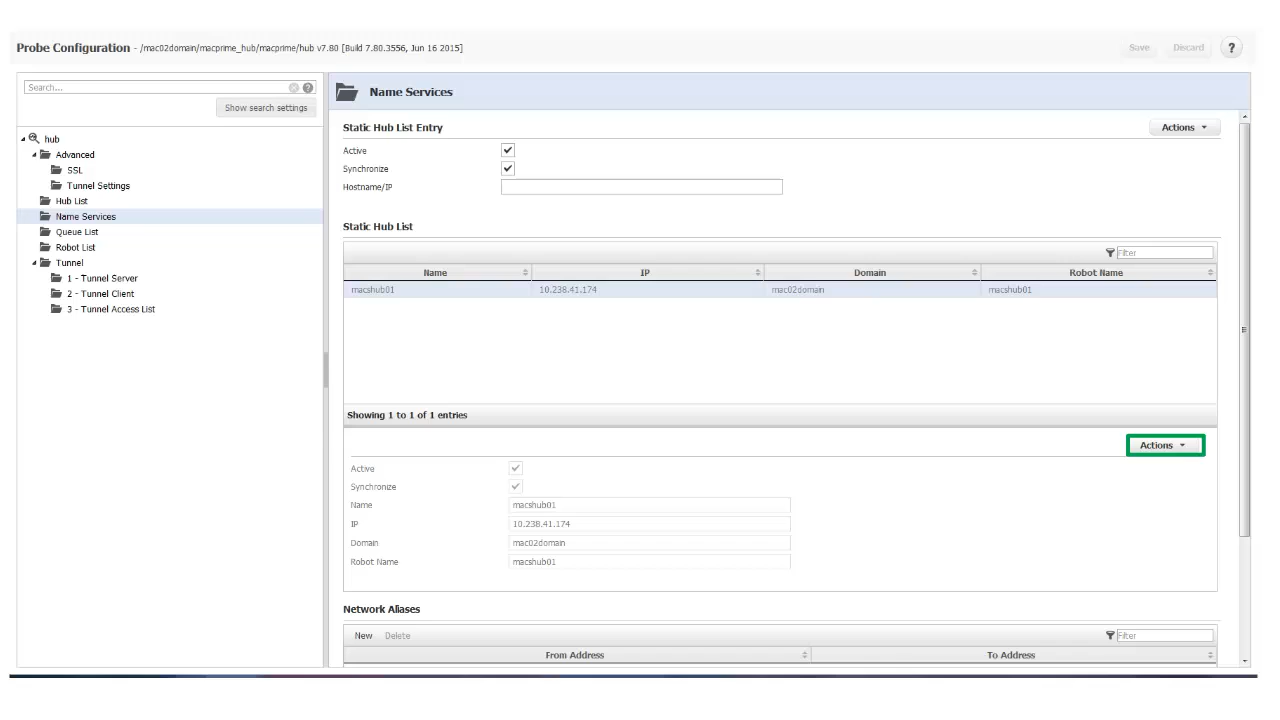 Probe Configuration - /mac02domain/macprime_hub/macprime/hub v7.80 [Build 7.80.3556, Jun 16 2015]
Save Discard ?
Search...
Show search settings
hub
Advanced
SSL
Tunnel Settings
Hub List
Name Services
Queue List
Robot List
Tunnel
1 - Tunnel Server
2 - Tunnel Client
3 - Tunnel Access List
Name Services
Static Hub List Entry
Actions
Active
Synchronize
Hostname/IP
Static Hub List
Filter
Name IP Domain Robot Name
macshub01 10.238.41.174 mac02domain macshub01
Showing 1 to 1 of 1 entries
Actions
Active
Synchronize
Name macshub01
IP 10.238.41.174
Domain mac02domain
Robot Name macshub01
Network Aliases
New Delete Filter
From Address To Address